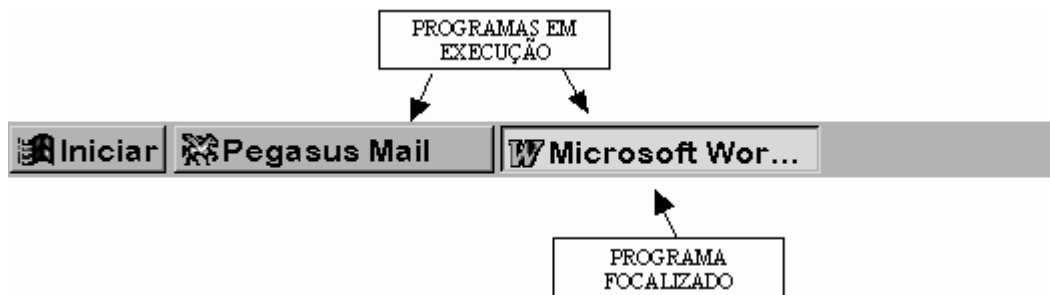 PROGRAMAS EM
EXECUÇÃO
Iniciar
Pegasus Mail
Microsoft Wor...
PROGRAMA
FOCALIZADO